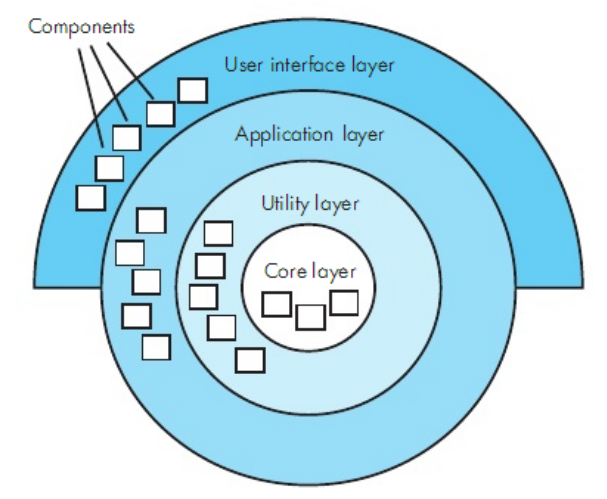 Components
User interface layer
Application layer
Utility layer
Core layer